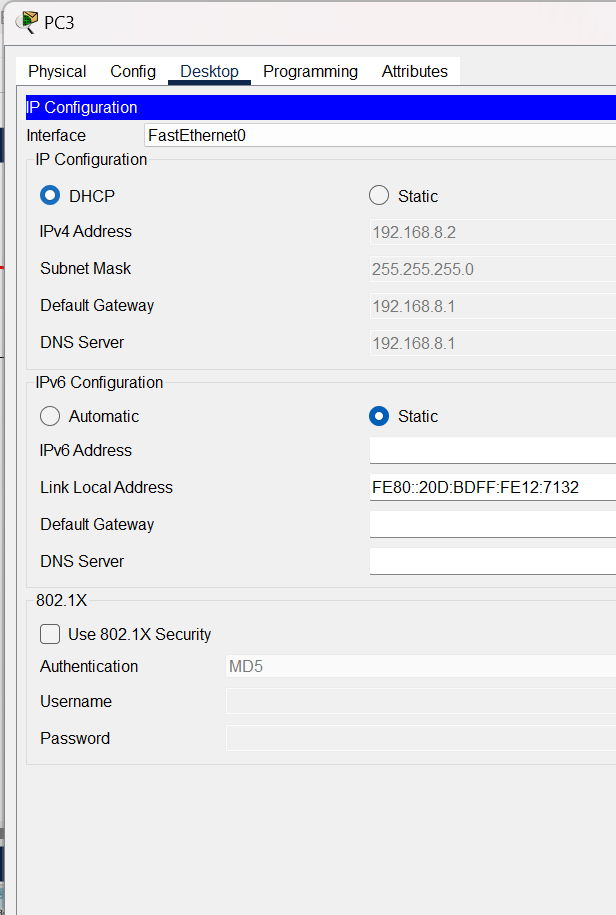 PC3
Physical Config Desktop Programming Attributes
IP Configuration
Interface FastEthernet0
IP Configuration
DHCP Static
IPv4 Address 192.168.8.2
Subnet Mask 255.255.255.0
Default Gateway 192.168.8.1
DNS Server 192.168.8.1
IPv6 Configuration
Automatic Static
IPv6 Address
Link Local Address FE80::20D:BDFF:FE12:7132
Default Gateway
DNS Server
802.1X
Use 802.1X Security
Authentication MD5
Username
Password